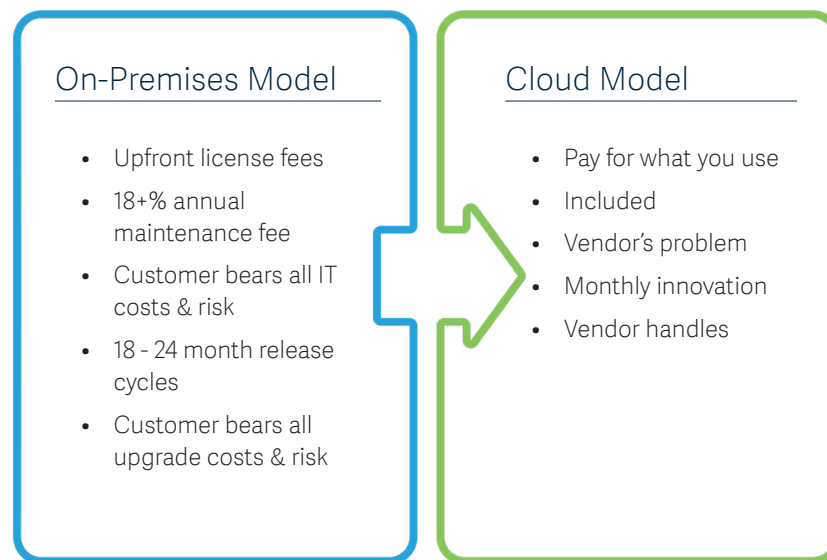 On-Premises Model
• Upfront license fees
• 18+% annual
maintenance fee
• Customer bears all IT
costs & risk
• 18 - 24 month release
cycles
• Customer bears all
upgrade costs & risk
Cloud Model
• Pay for what you use
• Included
• Vendor’s problem
• Monthly innovation
• Vendor handles